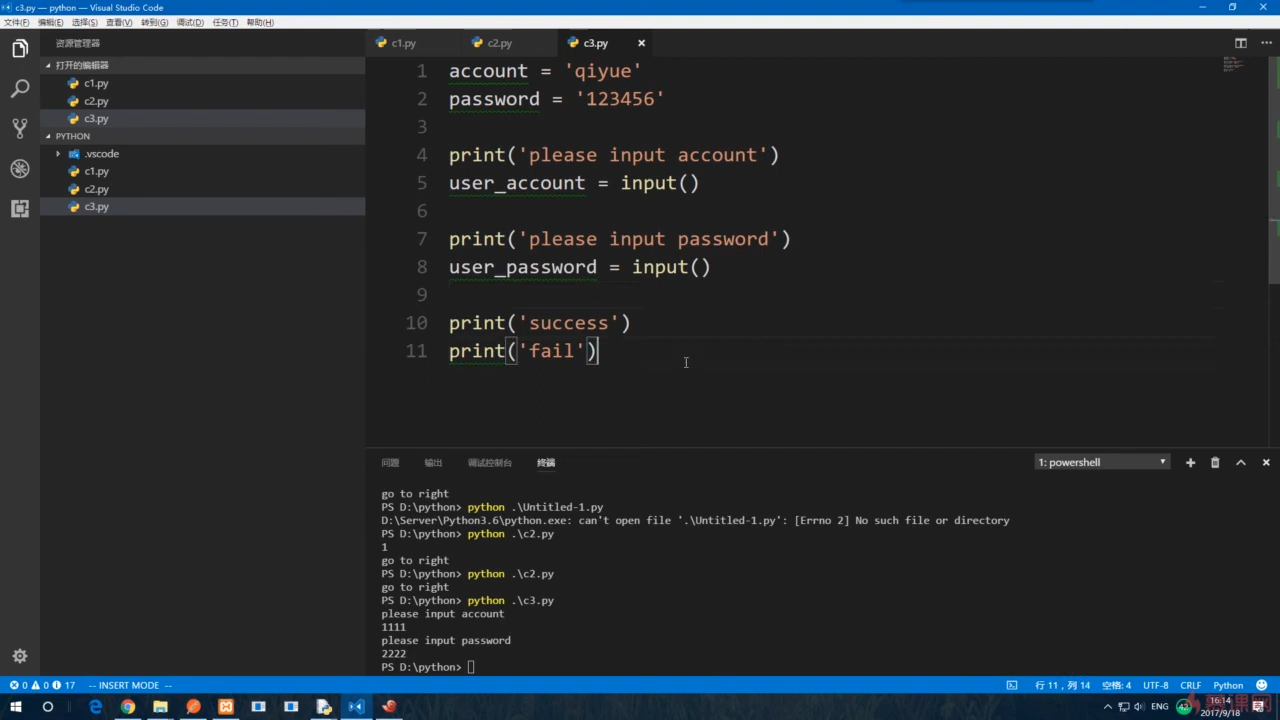 c3.py — python — Visual Studio Code
文件(F) 编辑(E) 选择(S) 查看(V) 转到(G) 调试(D) 任务(T) 帮助(H)
资源管理器
打开的编辑器
c1.py
c2.py
c3.py
PYTHON
.vscode
c1.py
c2.py
c3.py
c1.py c2.py c3.py
1 account = 'qiyue'
2 password = '123456'
3
4 print('please input account')
5 user_account = input()
6
7 print('please input password')
8 user_password = input()
9
10 print('success')
11 print('fail')
问题 输出 调试控制台 终端 1: powershell
go to right
PS D:\python> python .\Untitled-1.py
D:\Server\Python3.6\python.exe: can't open file '.\Untitled-1.py': [Errno 2] No such file or directory
PS D:\python> python .\c2.py
1
go to right
PS D:\python> python .\c2.py
go to right
PS D:\python> python .\c3.py
please input account
1111
please input password
2222
PS D:\python>
0 0 17 -- INSERT MODE -- 行 11，列 14 空格: 4 UTF-8 CRLF Python
ENG 42 16:14
2017/9/18
慕课网